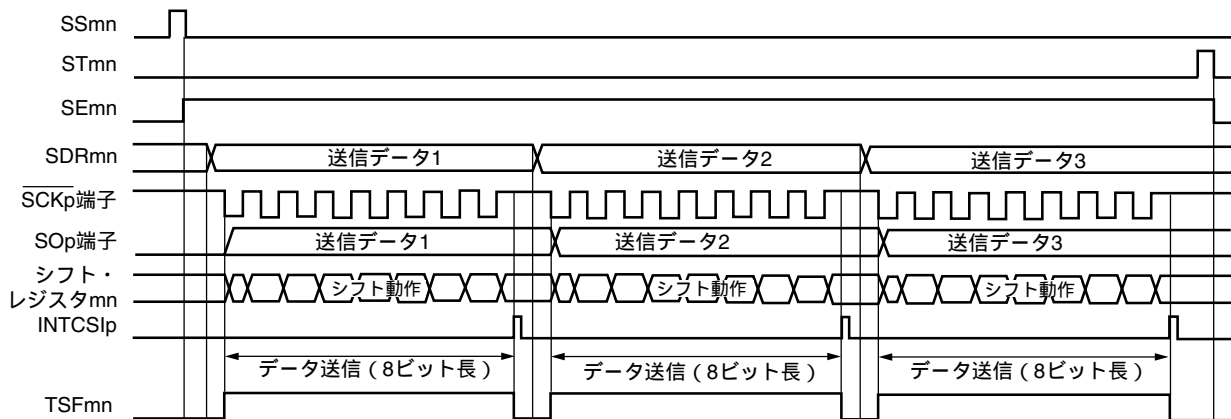 SSmn
STmn
SEmn
SDRmn 送信データ1 送信データ2 送信データ3
SCKp端子
SOp端子 送信データ1 送信データ2 送信データ3
シフト・
レジスタmn シフト動作 シフト動作 シフト動作
INTCSIp
データ送信（8ビット長） データ送信（8ビット長） データ送信（8ビット長）
TSFmn